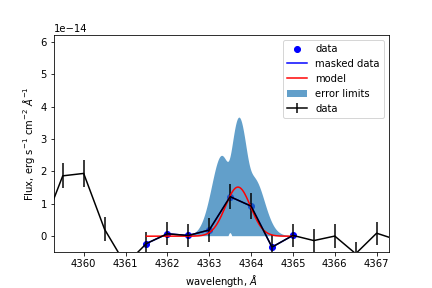 1e−14
6
5
4
3
2
1
0
Flux, erg s⁻¹ cm⁻² Å⁻¹
data
masked data
model
error limits
data
4360 4361 4362 4363 4364 4365 4366 4367
wavelength, Å